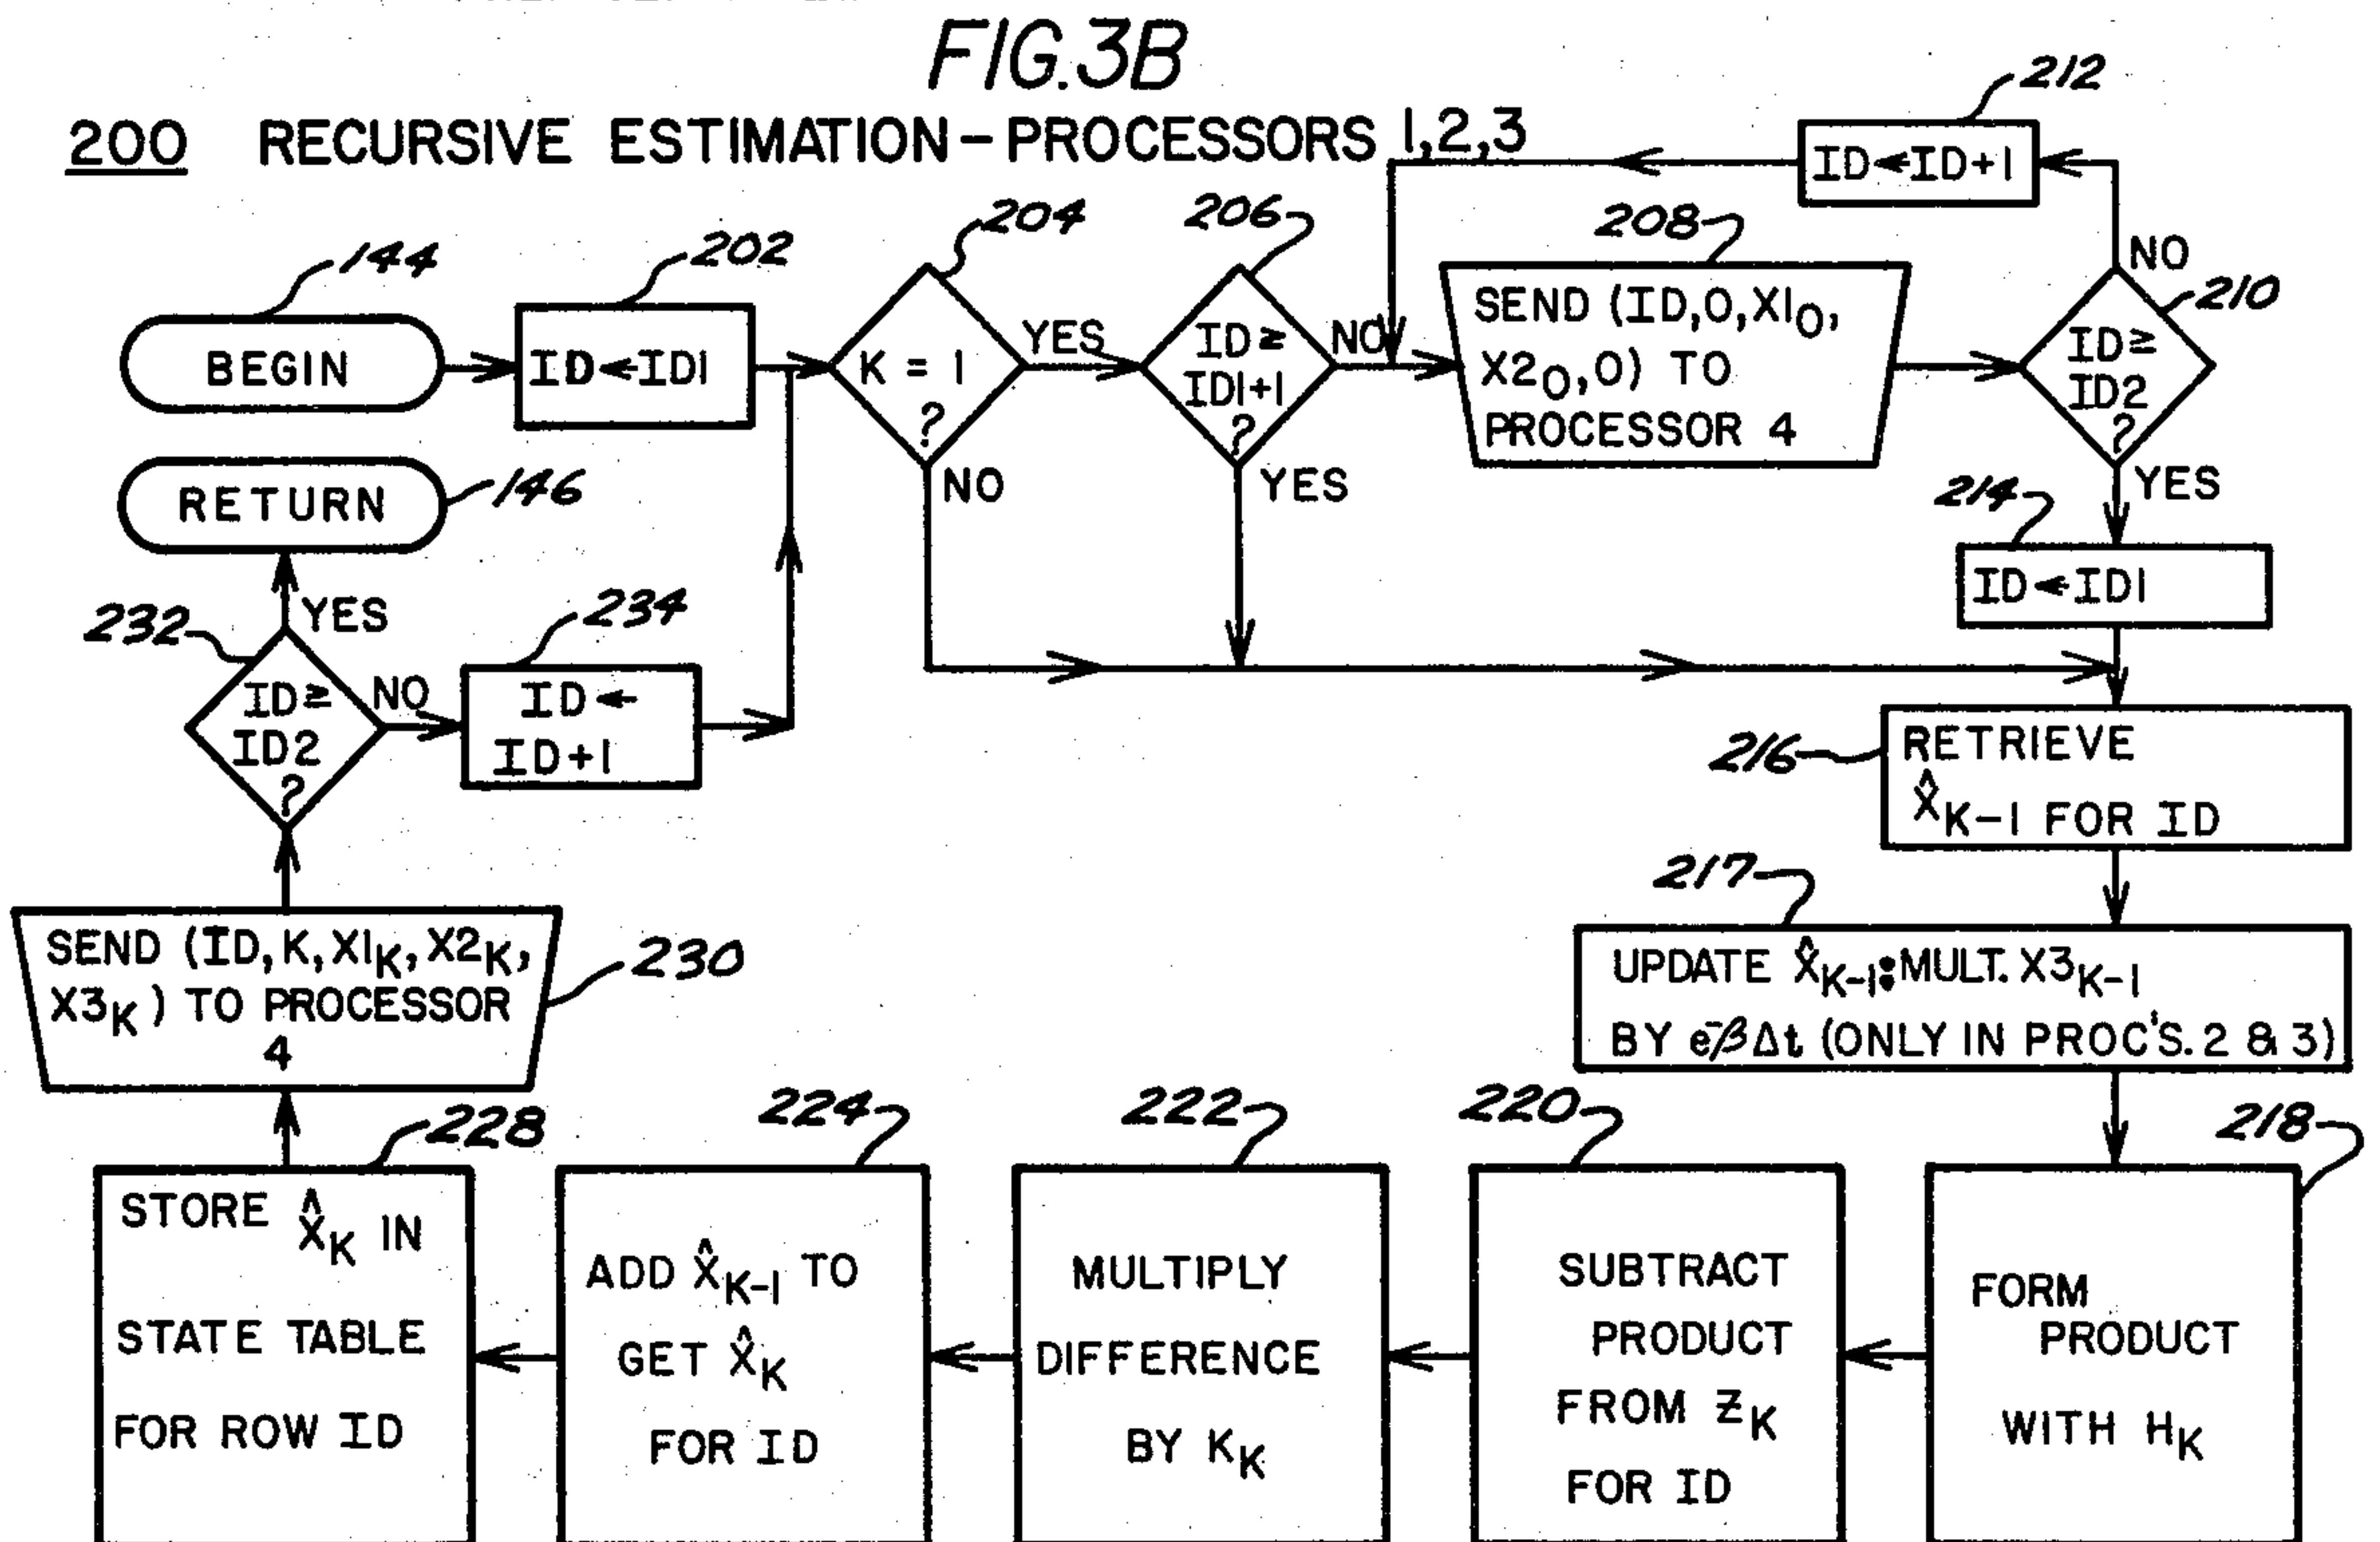 FIG.3B
200 RECURSIVE ESTIMATION-PROCESSORS 1,2,3
212
ID←ID+1
144
BEGIN
202
ID←ID1
204
K = 1
?
YES
NO
206
ID≥
ID1+1
?
NO
YES
208
SEND (ID,0,X1₀,
X2₀,0) TO
PROCESSOR 4
NO
210
ID≥
ID2
?
YES
214
ID←ID1
RETURN
146
232
YES
ID≥
ID2
?
NO
234
ID←
ID+1
216
RETRIEVE
X̂K-1 FOR ID
217
UPDATE X̂K-1:MULT. X3K-1
BY e-βΔt (ONLY IN PROC'S. 2 & 3)
SEND (ID,K,X1K,X2K,
X3K) TO PROCESSOR
4
230
228
STORE X̂K IN
STATE TABLE
FOR ROW ID
224
ADD X̂K-1 TO
GET X̂K
FOR ID
222
MULTIPLY
DIFFERENCE
BY KK
220
SUBTRACT
PRODUCT
FROM ZK
FOR ID
218
FORM
PRODUCT
WITH HK